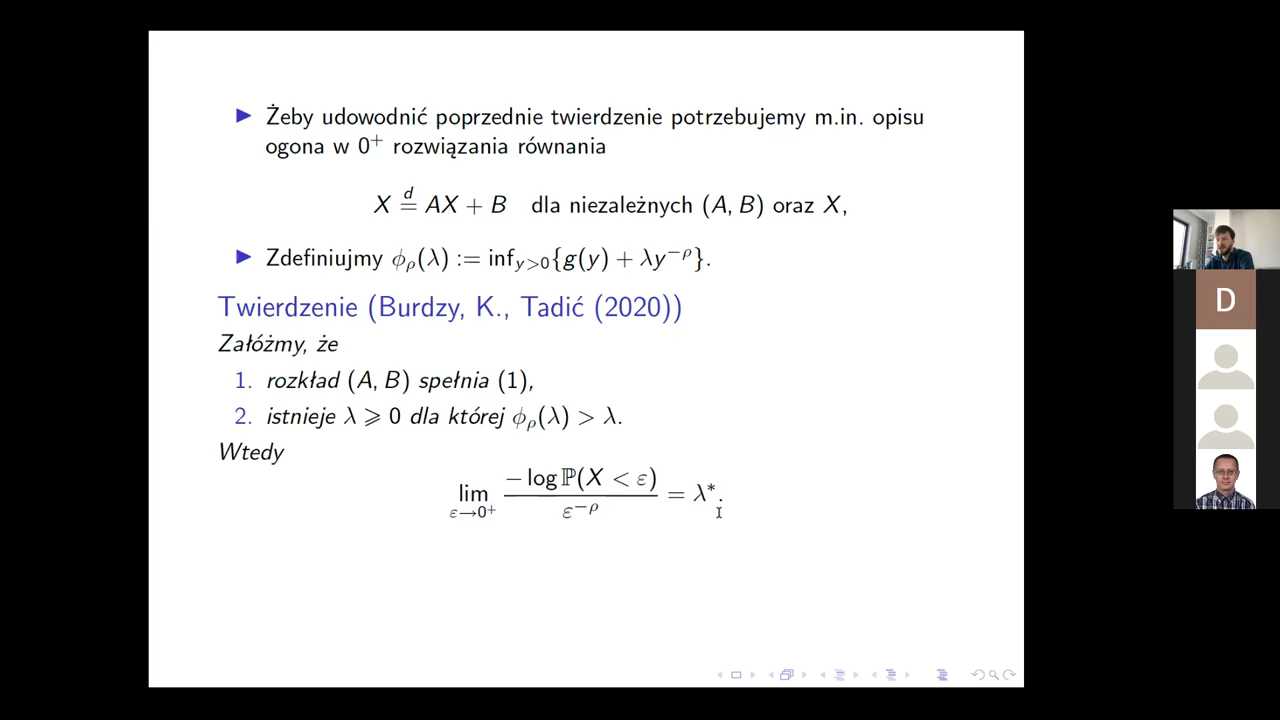 Żeby udowodnić poprzednie twierdzenie potrzebujemy m.in. opisu
ogona w 0⁺ rozwiązania równania
X \stackrel{d}{=} AX + B dla niezależnych (A, B) oraz X,
Zdefiniujmy ϕ_ρ(λ) := inf_{y>0}{g(y) + λy^{−ρ}}.
Twierdzenie (Burdzy, K., Tadić (2020))
Załóżmy, że
1. rozkład (A, B) spełnia (1),
2. istnieje λ ⩾ 0 dla której ϕ_ρ(λ) > λ.
Wtedy
lim_{ε→0⁺} \frac{− log ℙ(X < ε)}{ε^{−ρ}} = λ*.
D